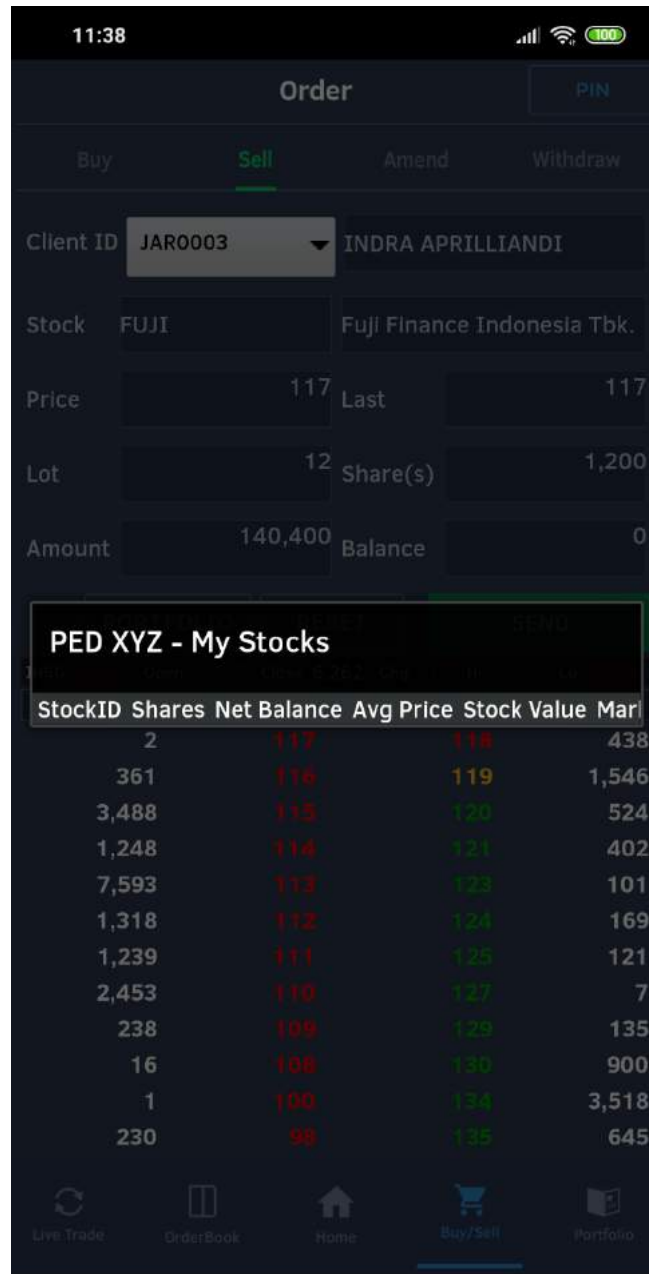 11:38 100
Order PIN
Buy Sell Amend Withdraw
Client ID JAR0003 INDRA APRILLIANDI
Stock FUJI Fuji Finance Indonesia Tbk.
Price 117 Last 117
Lot 12 Share(s) 1,200
Amount 140,400 Balance 0
SEND
PED XYZ - My Stocks
StockID Shares Net Balance Avg Price Stock Value Mar
2 117 118 438
361 116 119 1,546
3,488 115 120 524
1,248 114 121 402
7,593 113 123 101
1,318 112 124 169
1,239 111 125 121
2,453 110 127 7
238 109 129 135
16 108 130 900
1 100 134 3,518
230 98 135 645
Live Trade OrderBook Home Buy/Sell Portfolio